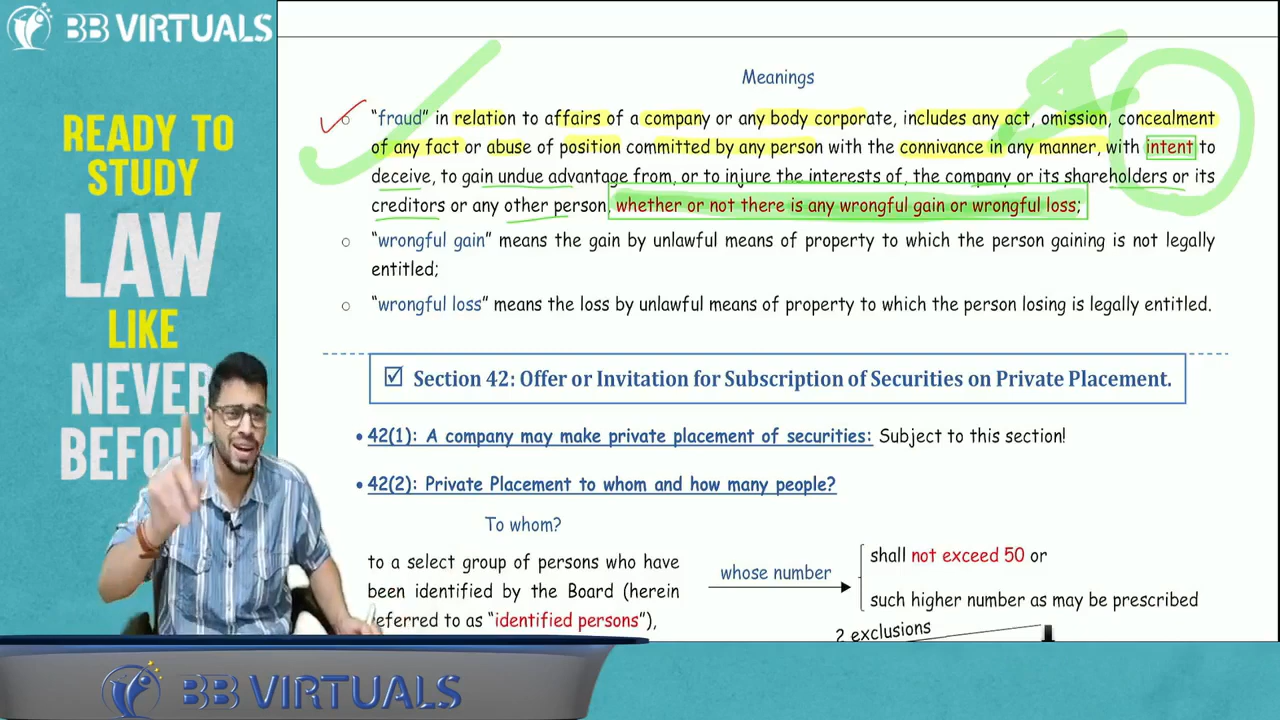 BB VIRTUALS
READY TO
STUDY
LAW
LIKE
NEVER
BEFO
Meanings
"fraud" in relation to affairs of a company or any body corporate, includes any act, omission, concealment
of any fact or abuse of position committed by any person with the connivance in any manner, with intent to
deceive, to gain undue advantage from, or to injure the interests of, the company or its shareholders or its
creditors or any other person, whether or not there is any wrongful gain or wrongful loss;
"wrongful gain" means the gain by unlawful means of property to which the person gaining is not legally
entitled;
"wrongful loss" means the loss by unlawful means of property to which the person losing is legally entitled.
Section 42: Offer or Invitation for Subscription of Securities on Private Placement.
• 42(1): A company may make private placement of securities: Subject to this section!
• 42(2): Private Placement to whom and how many people?
To whom?
to a select group of persons who have
been identified by the Board (herein
referred to as "identified persons"),
whose number
shall not exceed 50 or
such higher number as may be prescribed
2 exclusions
BB VIRTUALS